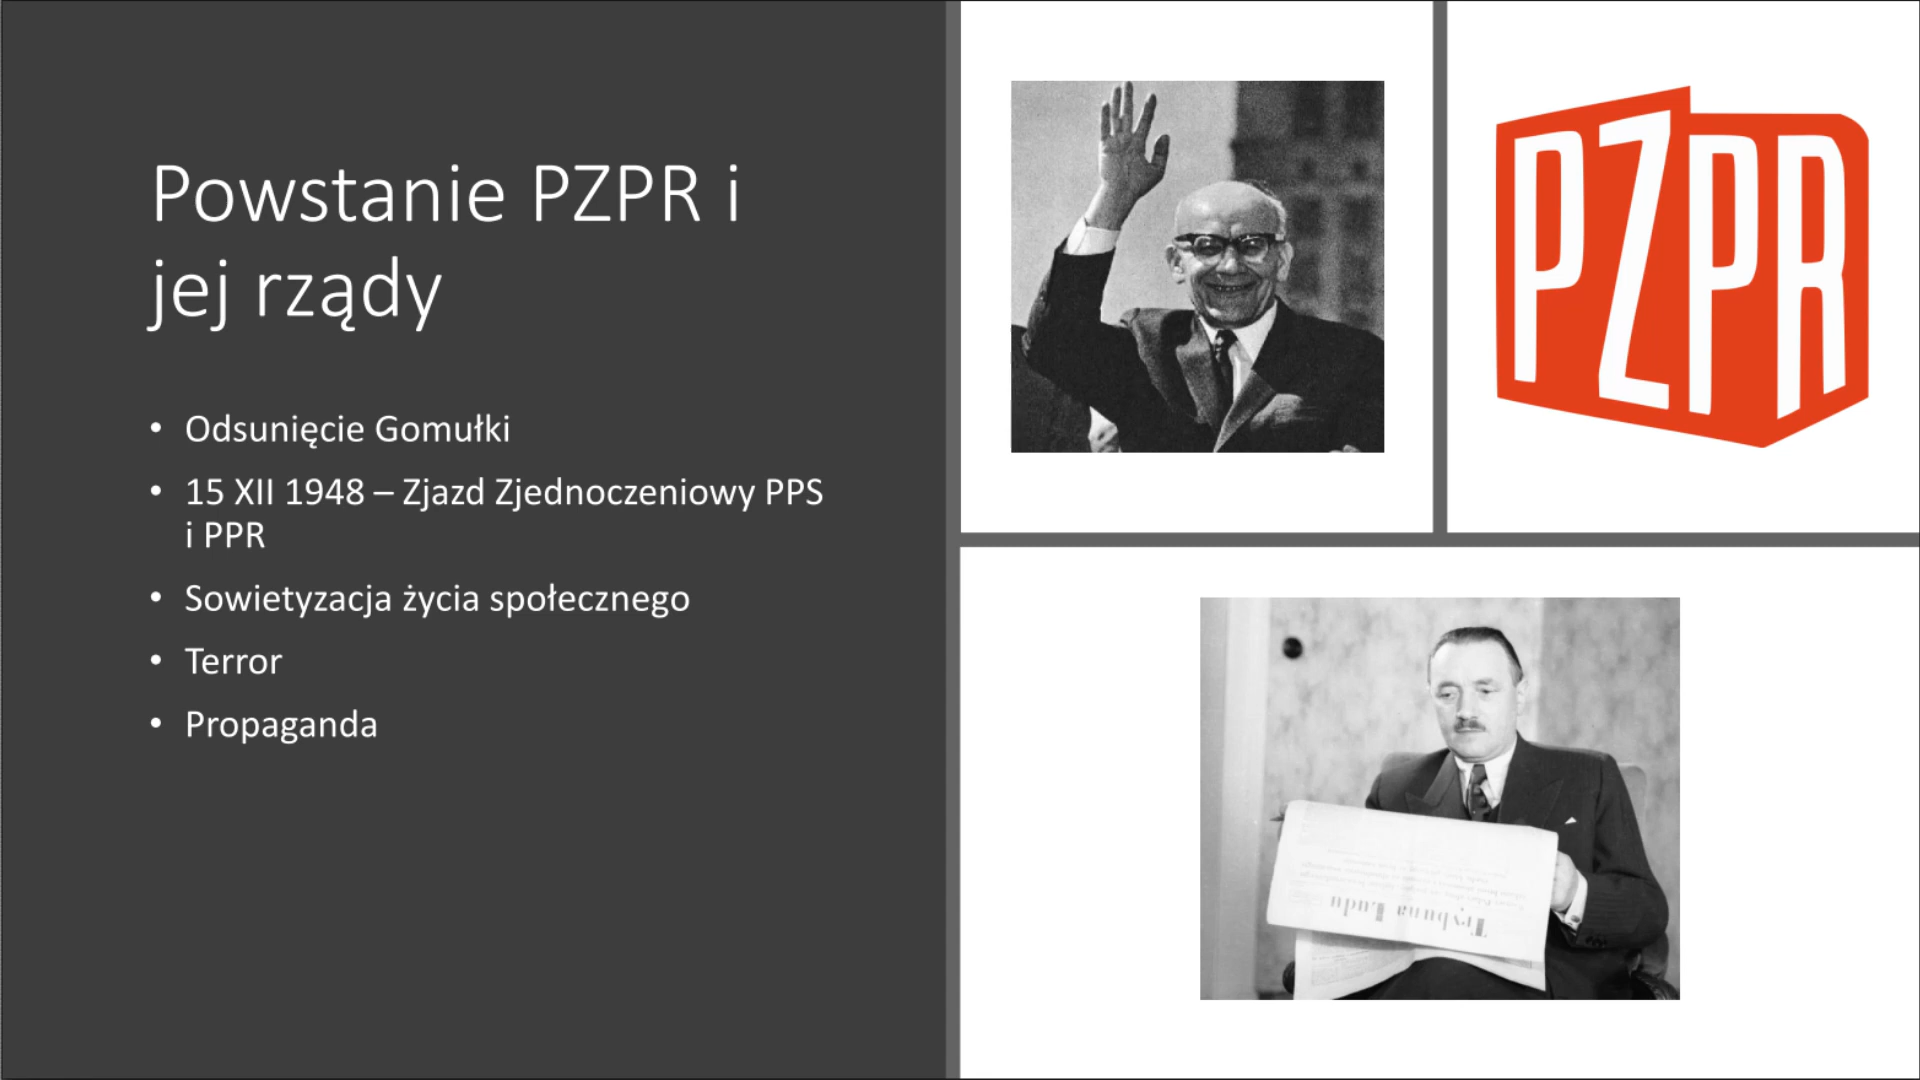 Powstanie PZPR i
jej rządy
• Odsunięcie Gomułki
• 15 XII 1948 – Zjazd Zjednoczeniowy PPS
i PPR
• Sowietyzacja życia społecznego
• Terror
• Propaganda
PZPR
Trybuna Ludu